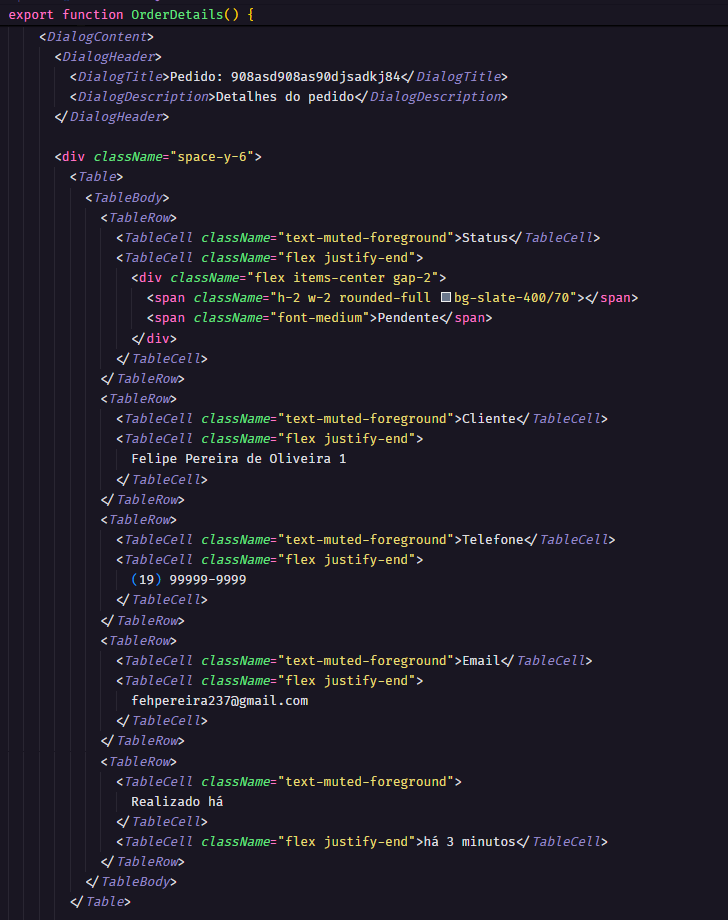 export function OrderDetails() {
<DialogContent>
<DialogHeader>
<DialogTitle>Pedido: 908asd908as90djsadkj84</DialogTitle>
<DialogDescription>Detalhes do pedido</DialogDescription>
</DialogHeader>
<div className="space-y-6">
<Table>
<TableBody>
<TableRow>
<TableCell className="text-muted-foreground">Status</TableCell>
<TableCell className="flex justify-end">
<div className="flex items-center gap-2">
<span className="h-2 w-2 rounded-full bg-slate-400/70"></span>
<span className="font-medium">Pendente</span>
</div>
</TableCell>
</TableRow>
<TableRow>
<TableCell className="text-muted-foreground">Cliente</TableCell>
<TableCell className="flex justify-end">
Felipe Pereira de Oliveira 1
</TableCell>
</TableRow>
<TableRow>
<TableCell className="text-muted-foreground">Telefone</TableCell>
<TableCell className="flex justify-end">
(19) 99999-9999
</TableCell>
</TableRow>
<TableRow>
<TableCell className="text-muted-foreground">Email</TableCell>
<TableCell className="flex justify-end">
fehpereira237@gmail.com
</TableCell>
</TableRow>
<TableRow>
<TableCell className="text-muted-foreground">
Realizado há
</TableCell>
<TableCell className="flex justify-end">há 3 minutos</TableCell>
</TableRow>
</TableBody>
</Table>